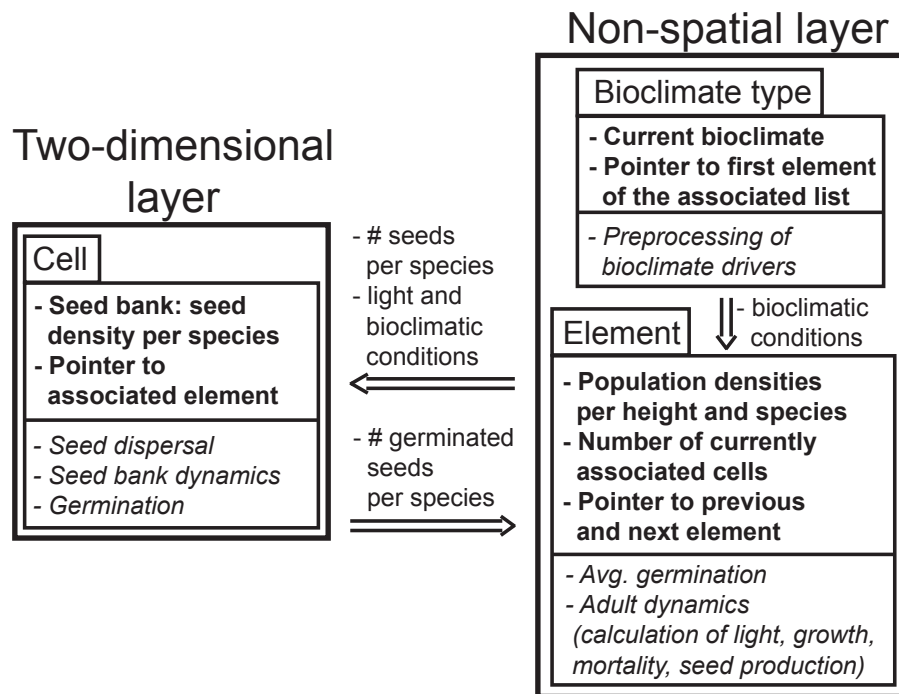 Two-dimensional
layer
Cell
- Seed bank: seed
density per species
- Pointer to
associated element
- Seed dispersal
- Seed bank dynamics
- Germination
- # seeds
per species
- light and
bioclimatic
conditions
- # germinated
seeds
per species
Non-spatial layer
Bioclimate type
- Current bioclimate
- Pointer to first element
of the associated list
- Preprocessing of
bioclimate drivers
- bioclimatic
conditions
Element
- Population densities
per height and species
- Number of currently
associated cells
- Pointer to previous
and next element
- Avg. germination
- Adult dynamics
(calculation of light, growth,
mortality, seed production)